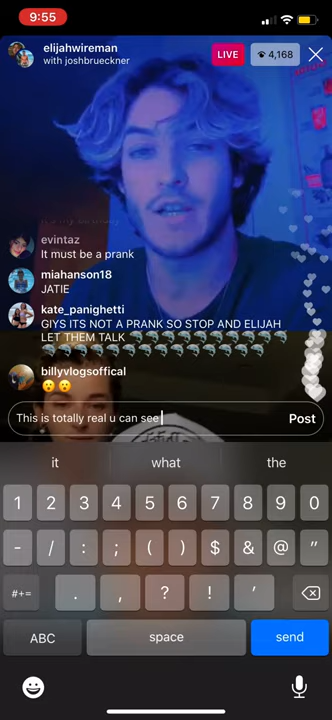 9:55
elijahwireman
with joshbrueckner
LIVE
4,168
evintaz
It must be a prank
miahanson18
JATIE
kate_panighetti
GIYS ITS NOT A PRANK SO STOP AND ELIJAH
LET THEM TALK
billyvlogsoffical
This is totally real u can see
Post
it what the
1 2 3 4 5 6 7 8 9 0
- / : ; ( ) $ & @ "
#+= . , ? ! '
ABC space send